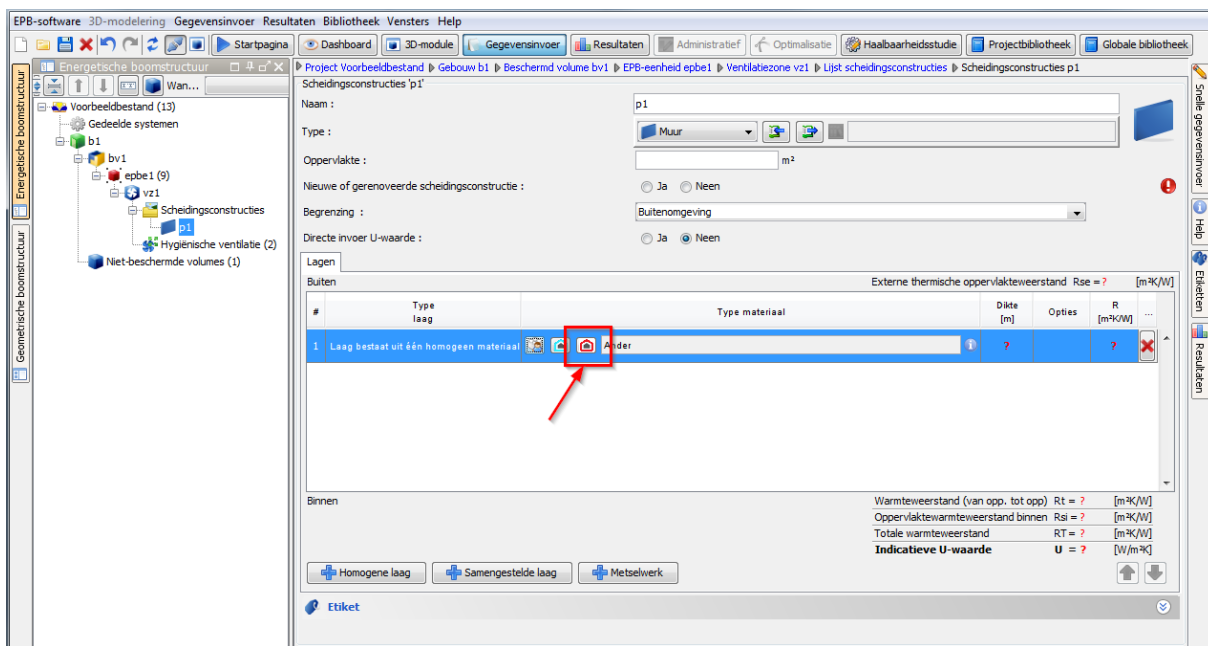 EPB-software 3D-modelering Gegevensinvoer Resultaten Bibliotheek Vensters Help
Startpagina Dashboard 3D-module Gegevensinvoer Resultaten Administratief Optimalisatie Haalbaarheidsstudie Projectbibliotheek Globale bibliotheek
Energetische boomstructuur
Geometrische boomstructuur
Energetische boomstructuur
Wan...
Voorbeeldbestand (13)
Gedeelde systemen
b1
bv1
epbe1 (9)
vz1
Scheidingsconstructies
p1
Hygiënische ventilatie (2)
Niet-beschermde volumes (1)
Project Voorbeeldbestand Gebouw b1 Beschermd volume bv1 EPB-eenheid epbe1 Ventilatiezone vz1 Lijst scheidingsconstructies Scheidingsconstructies p1
Scheidingsconstructies 'p1'
Naam : p1
Type : Muur
Oppervlakte : m²
Nieuwe of gerenoveerde scheidingsconstructie : Ja Neen
Begrenzing : Buitenomgeving
Directe invoer U-waarde : Ja Neen
Lagen
Buiten Externe thermische oppervlakteweerstand Rse = ? [m²K/W]
# Type laag Type materiaal Dikte [m] Opties R [m²K/W] ...
1 Laag bestaat uit één homogeen materiaal Ander ? ?
Binnen Warmteweerstand (van opp. tot opp) Rt = ? [m²K/W]
Oppervlaktewarmteweerstand binnen Rsi = ? [m²K/W]
Totale warmteweerstand RT = ? [m²K/W]
Indicatieve U-waarde U = ? [W/m²K]
Homogene laag Samengestelde laag Metselwerk
Etiket
Snelle gegevensinvoer
Help
Etiketten
Resultaten